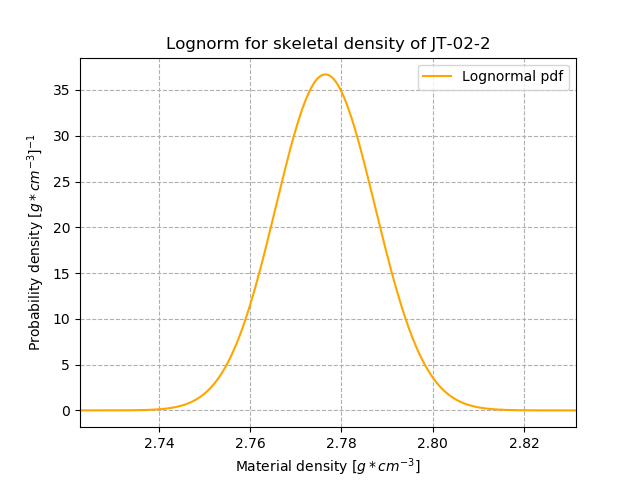 Lognorm for skeletal density of JT-02-2
Lognormal pdf
Probability density [g*cm⁻³]⁻¹
35
30
25
20
15
10
5
0
2.74 2.76 2.78 2.80 2.82
Material density [g*cm⁻³]